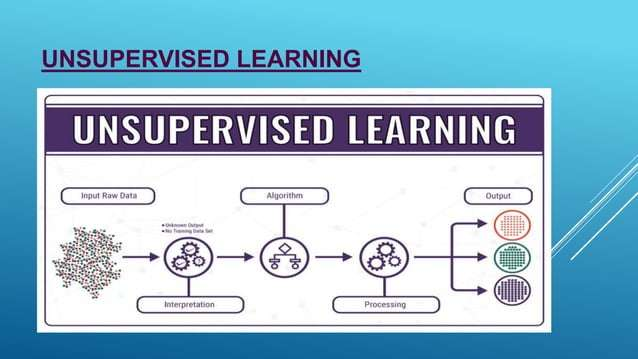 UNSUPERVISED LEARNING
UNSUPERVISED LEARNING
Input Raw Data
Algorithm
Output
Unknown Output
No Training Data Set
Interpretation
Processing